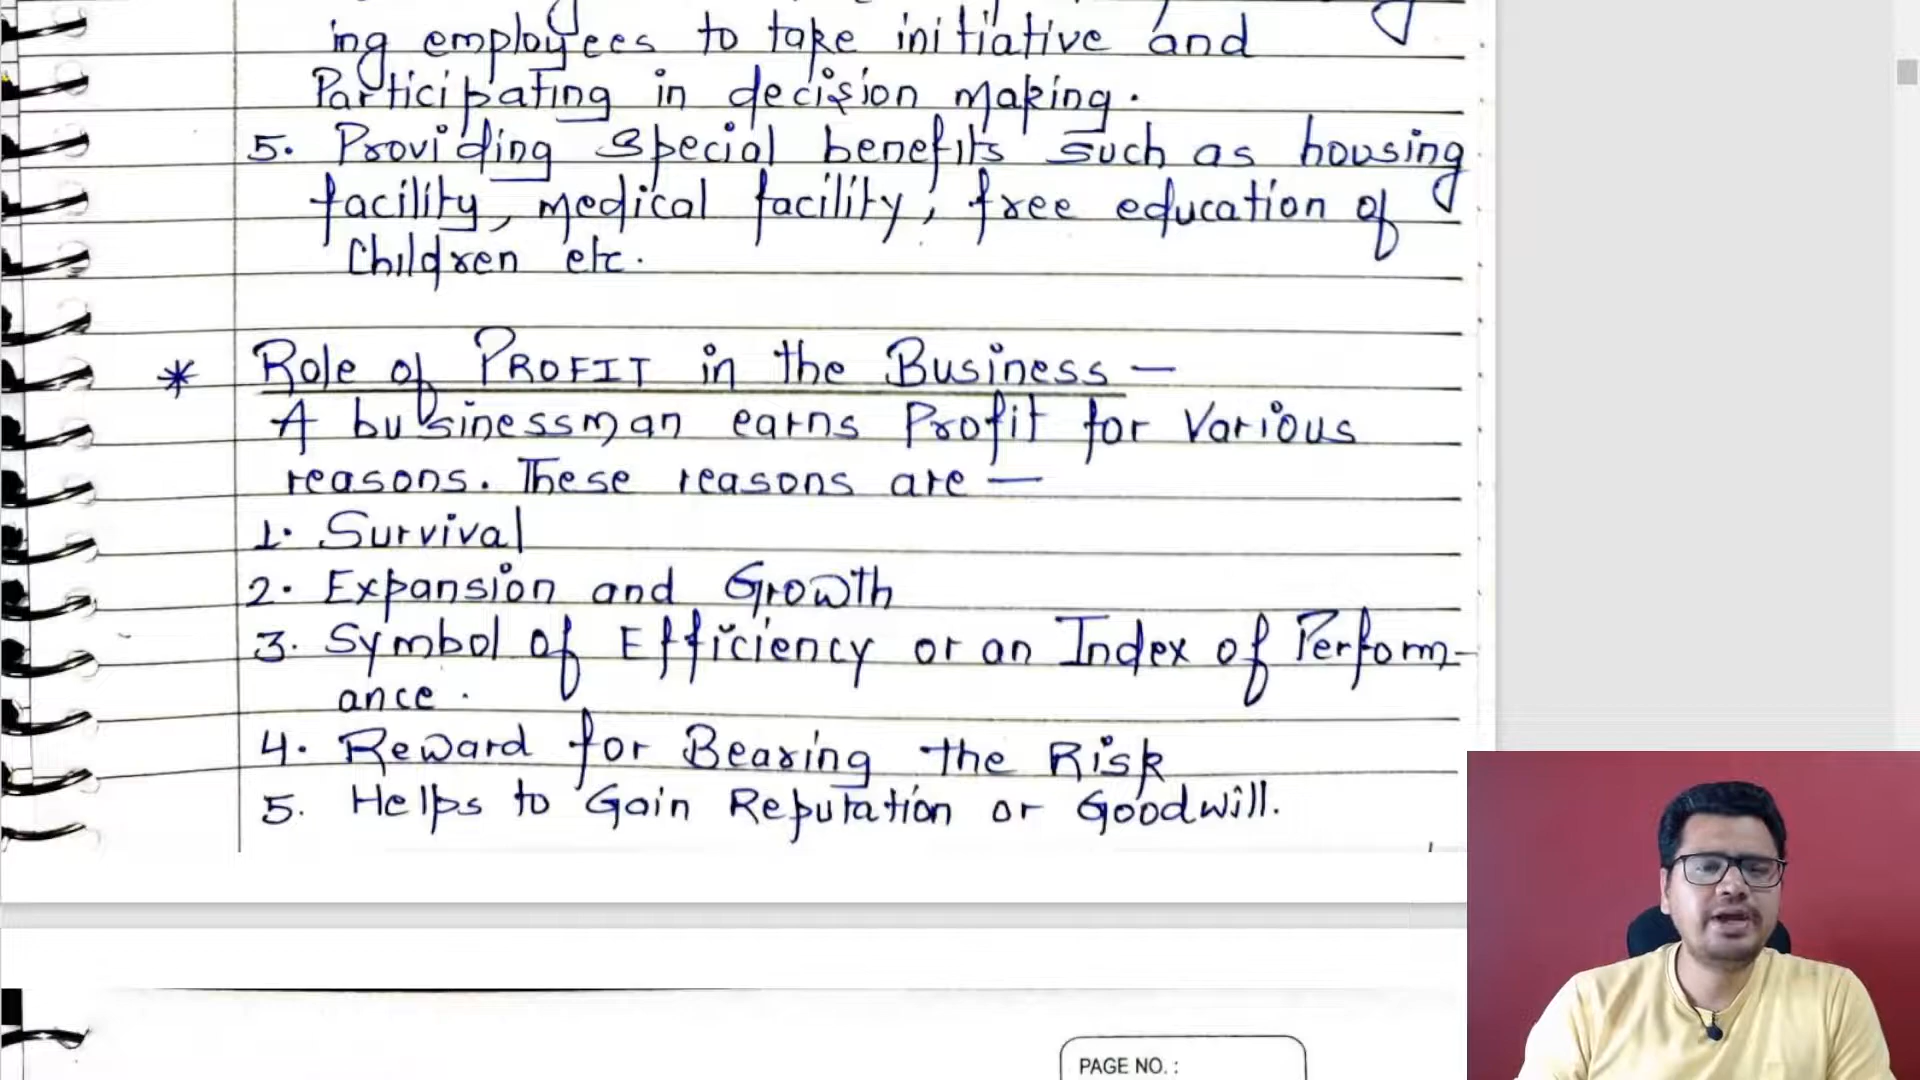 ing employees to take initiative and
Participating in decision making.
5. Providing special benefits such as housing
facility, medical facility, free education of
Children etc.
* Role of PROFIT in the Business —
A businessman earns Profit for Various
reasons. These reasons are —
1. Survival
2. Expansion and Growth
3. Symbol of Efficiency or an Index of Perform-
ance.
4. Reward for Bearing the Risk
5. Helps to Gain Reputation or Goodwill.
PAGE NO. :